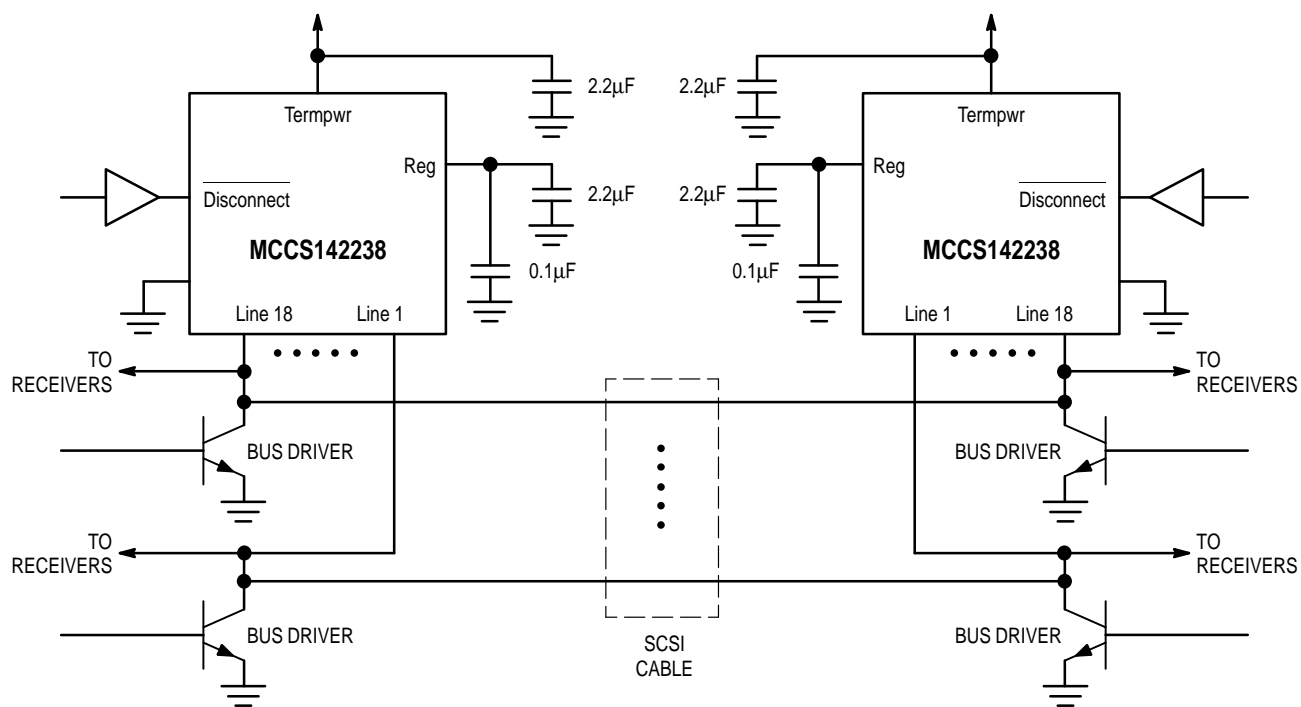 2.2μF
2.2μF
Termpwr
Termpwr
Reg
Reg
Disconnect
2.2μF
2.2μF
Disconnect
MCCS142238
MCCS142238
0.1μF
0.1μF
Line 18
Line 1
Line 1
Line 18
TO
RECEIVERS
TO
RECEIVERS
BUS DRIVER
BUS DRIVER
TO
RECEIVERS
TO
RECEIVERS
BUS DRIVER
BUS DRIVER
SCSI
CABLE